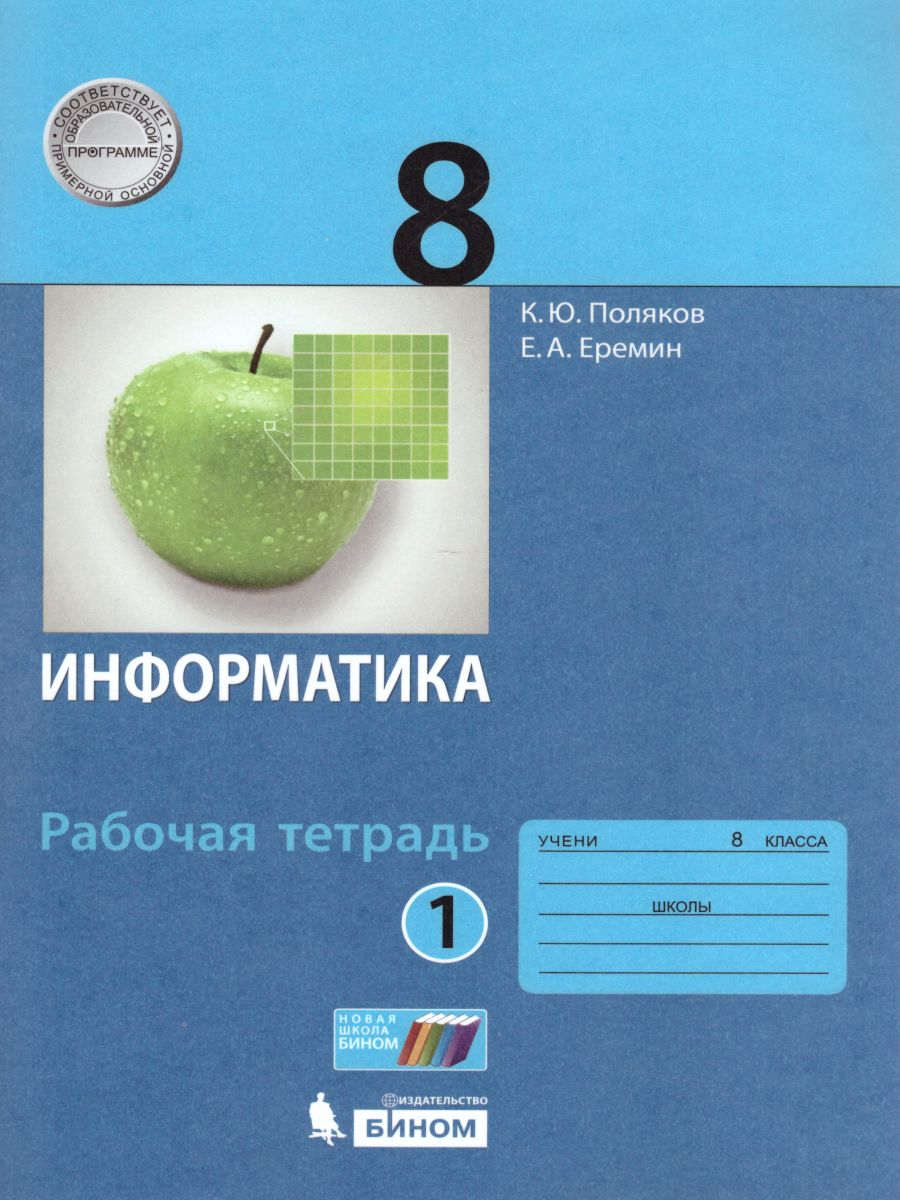 СООТВЕТСТВУЕТ
ПРИМЕРНОЙ ОСНОВНОЙ
ОБРАЗОВАТЕЛЬНОЙ
ПРОГРАММЕ
8
К. Ю. Поляков
Е. А. Еремин
ИНФОРМАТИКА
Рабочая тетрадь
1
УЧЕНИ 8 КЛАССА
ШКОЛЫ
НОВАЯ
ШКОЛА
БИНОМ
ИЗДАТЕЛЬСТВО
БИНОМ